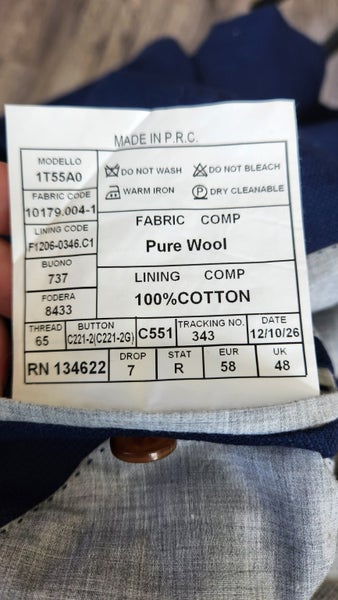 MADE IN P.R.C.
MODELLO
1T55A0
FABRIC CODE
10179.004-1
LINING CODE
F1206-0346.C1
BUONO
737
FODERA
8433
DO NOT WASH
DO NOT BLEACH
WARM IRON
P DRY CLEANABLE
FABRIC COMP
Pure Wool
LINING COMP
100%COTTON
THREAD
65
BUTTON
C221-2(C221-2G)
C551
TRACKING NO.
343
DATE
12/10/26
RN 134622
DROP
7
STAT
R
EUR
58
UK
48